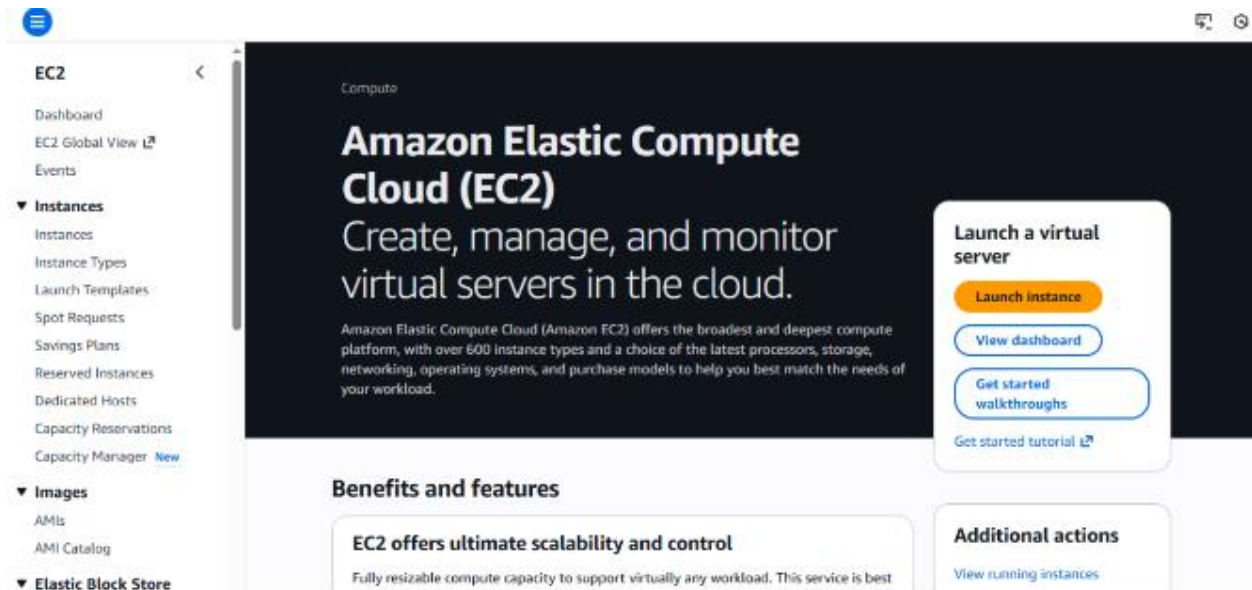 EC2
Dashboard
EC2 Global View
Events
Instances
Instances
Instance Types
Launch Templates
Spot Requests
Savings Plans
Reserved Instances
Dedicated Hosts
Capacity Reservations
Capacity Manager New
Images
AMIs
AMI Catalog
Elastic Block Store
Compute
Amazon Elastic Compute
Cloud (EC2)
Create, manage, and monitor
virtual servers in the cloud.
Amazon Elastic Compute Cloud (Amazon EC2) offers the broadest and deepest compute
platform, with over 600 instance types and a choice of the latest processors, storage,
networking, operating systems, and purchase models to help you best match the needs of
your workload.
Launch a virtual
server
Launch instance
View dashboard
Get started
walkthroughs
Get started tutorial
Benefits and features
EC2 offers ultimate scalability and control
Fully resizable compute capacity to support virtually any workload. This service is best
Additional actions
View running instances